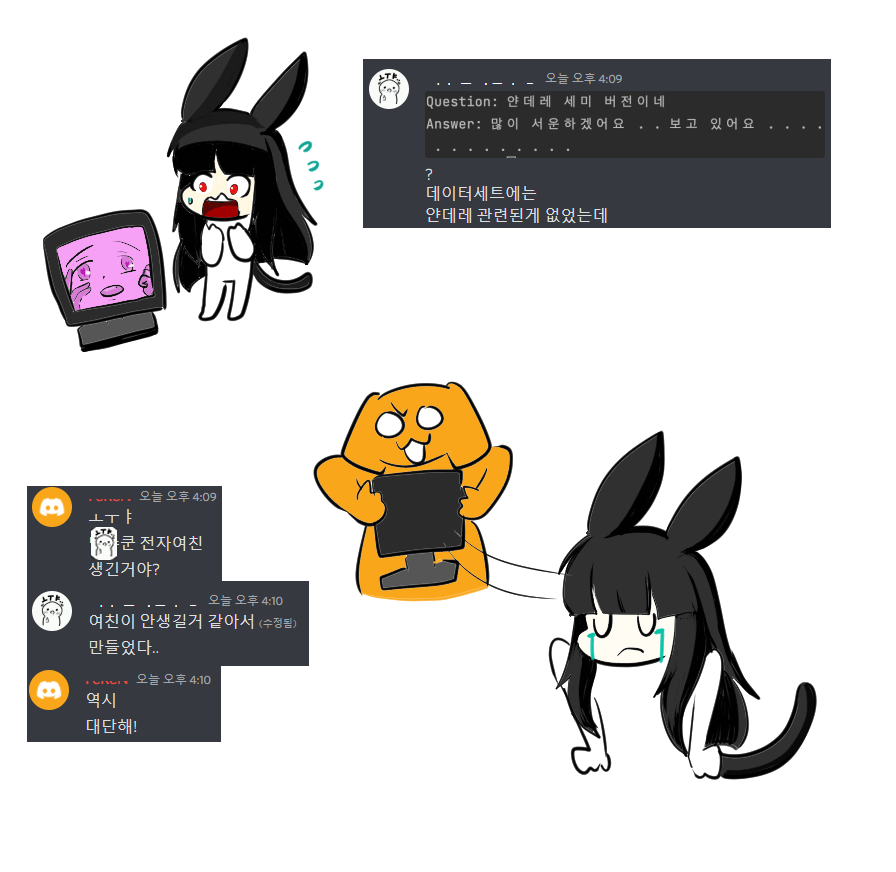 . . _ . _ . _ 오늘 오후 4:09
Question: 얀데레 세미 버전이네
Answer: 많이 서운하겠어요 . . 보고 있어요 . . . .
. . . . . . . . . .
?
데이터세트에는
얀데레 관련된게 없었는데
오늘 오후 4:09
ㅗㅜㅑ
쿤 전자여친
생긴거야?
. . _ . _ . _ 오늘 오후 4:10
여친이 안생길거 같아서 (수정됨)
만들었다..
오늘 오후 4:10
역시
대단해!